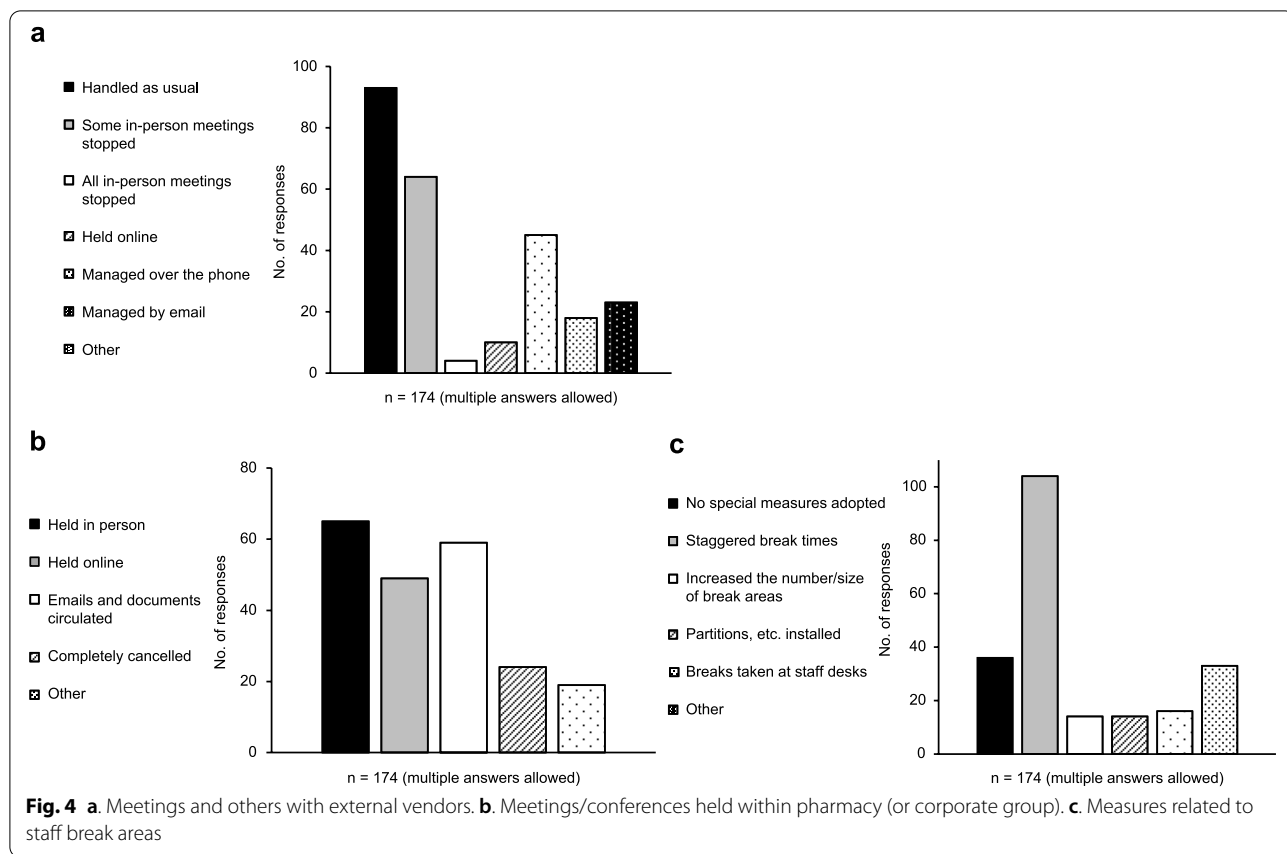 a
100
80
60
40
20
0
No. of responses
Handled as usual
Some in-person meetings
stopped
All in-person meetings
stopped
Held online
Managed over the phone
Managed by email
Other
n = 174 (multiple answers allowed)
b
80
60
40
20
0
No. of responses
Held in person
Held online
Emails and documents
circulated
Completely cancelled
Other
n = 174 (multiple answers allowed)
c
100
80
60
40
20
0
No. of responses
No special measures adopted
Staggered break times
Increased the number/size
of break areas
Partitions, etc. installed
Breaks taken at staff desks
Other
n = 174 (multiple answers allowed)
Fig. 4 a. Meetings and others with external vendors. b. Meetings/conferences held within pharmacy (or corporate group). c. Measures related to
staff break areas